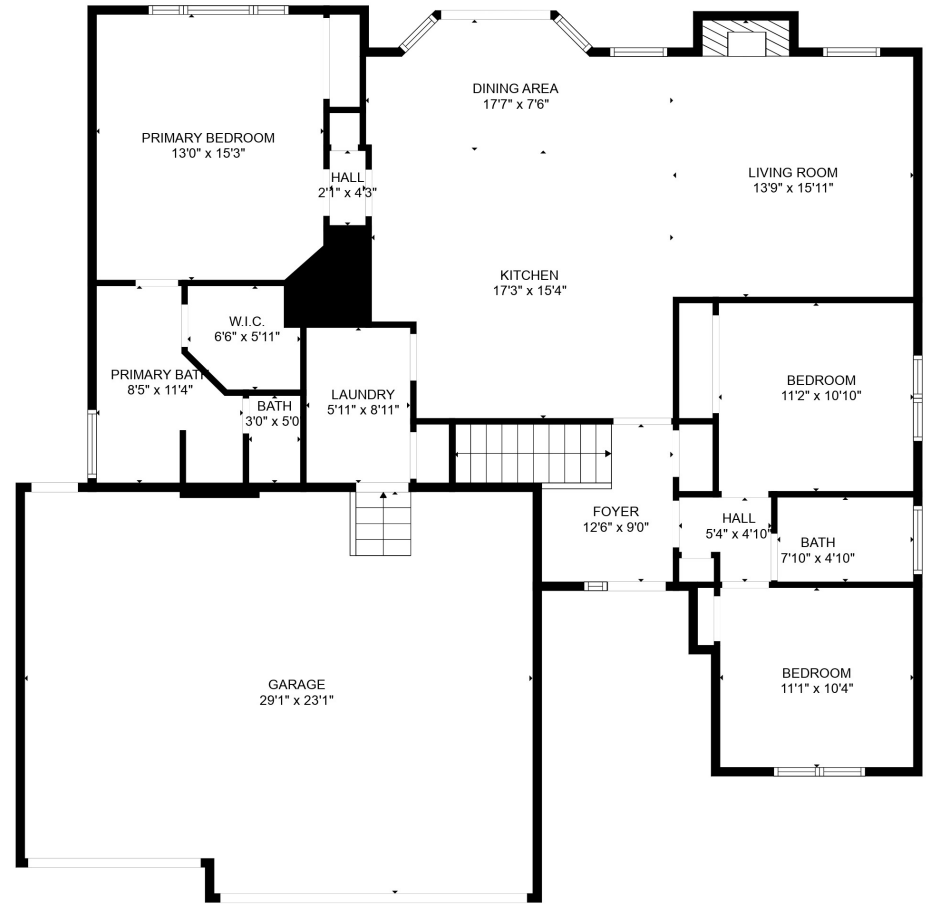 DINING AREA
17'7" x 7'6"
PRIMARY BEDROOM
13'0" x 15'3"
HALL
2'1" x 4'3"
LIVING ROOM
13'9" x 15'11"
KITCHEN
17'3" x 15'4"
W.I.C.
6'6" x 5'11"
PRIMARY BATH
8'5" x 11'4"
BATH
3'0" x 5'0
LAUNDRY
5'11" x 8'11"
BEDROOM
11'2" x 10'10"
FOYER
12'6" x 9'0"
HALL
5'4" x 4'10"
BATH
7'10" x 4'10"
GARAGE
29'1" x 23'1"
BEDROOM
11'1" x 10'4"